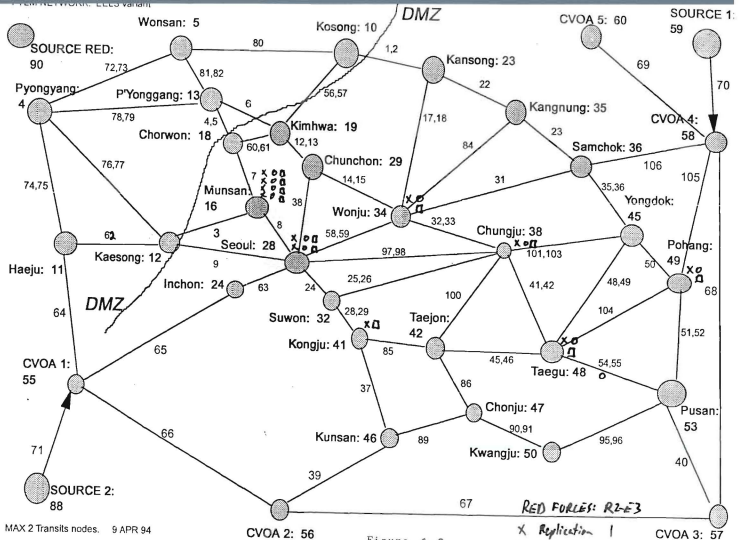 Wonsan: 5
Kosong: 10
DMZ
CVOA 5: 60
SOURCE 1:
59
SOURCE RED:
90
80
1,2
Kansong: 23
69
70
72,73
81,82
56,57
22
Pyongyang:
4
P'Yonggang: 13
78,79
6
4,5
Kimhwa: 19
17,18
Kangnung: 35
CVOA 4:
58
Chorwon:
18
60,61
12,13
84
23
Samchok: 36
106
105
76,77
Chunchon:
29
74,75
7
14,15
31
35,36
Munsan:
16
38
Wonju: 34
Yongdok:
45
62
3
8
58,59
32,33
Chungju: 38
Haeju: 11
Kaesong: 12
Seoul: 28
9
97,98
101,103
50
Pohang:
49
Inchon: 24
63
24
25,26
68
64
DMZ
Suwon:
32
100
41,42
48,49
104
28,29
Taejon:
42
65
Kongju: 41
85
45,46
Taegu: 48
54,55
51,52
CVOA 1:
55
37
86
Pusan:
53
Chonju: 47
66
Kunsan: 46
89
90,91
95,96
Kwangju: 50
40
71
39
SOURCE 2:
88
67
RED FORCES: R2-E3
MAX 2 Transits nodes. 9 APR 94
CVOA 2: 56
X Replication 1
CVOA 3: 57